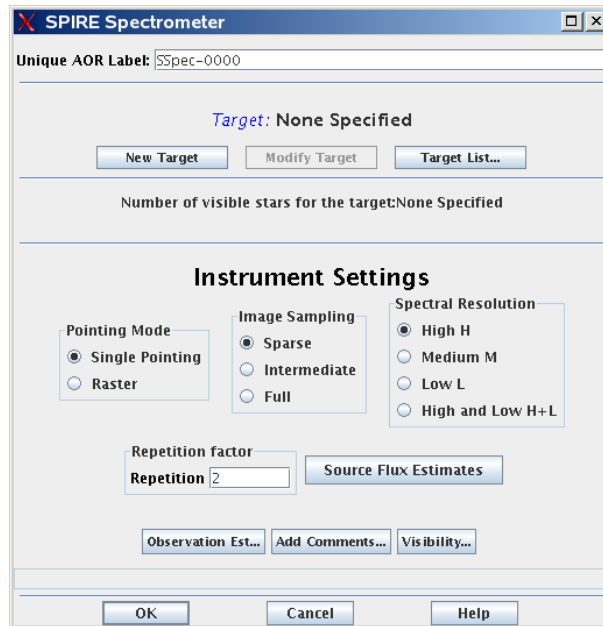 SPIRE Spectrometer
Unique AOR Label: SSpec-0000
Target: None Specified
New Target Modify Target Target List...
Number of visible stars for the target:None Specified
Instrument Settings
Pointing Mode
Single Pointing
Raster
Image Sampling
Sparse
Intermediate
Full
Spectral Resolution
High H
Medium M
Low L
High and Low H+L
Repetition factor
Repetition 2
Source Flux Estimates
Observation Est... Add Comments... Visibility...
OK Cancel Help